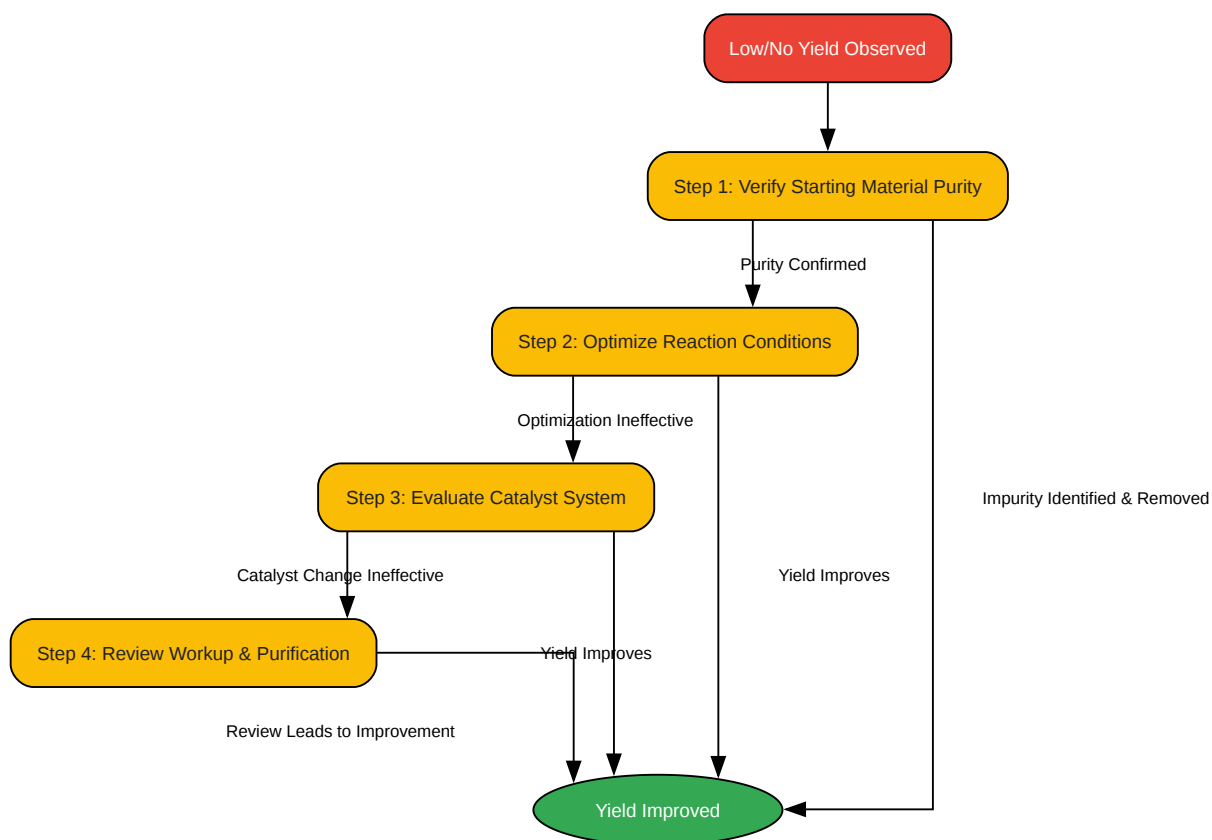 Low/No Yield Observed
Step 1: Verify Starting Material Purity
Purity Confirmed
Step 2: Optimize Reaction Conditions
Optimization Ineffective
Step 3: Evaluate Catalyst System
Impurity Identified & Removed
Catalyst Change Ineffective
Yield Improves
Step 4: Review Workup & Purification
Yield Improves
Review Leads to Improvement
Yield Improved